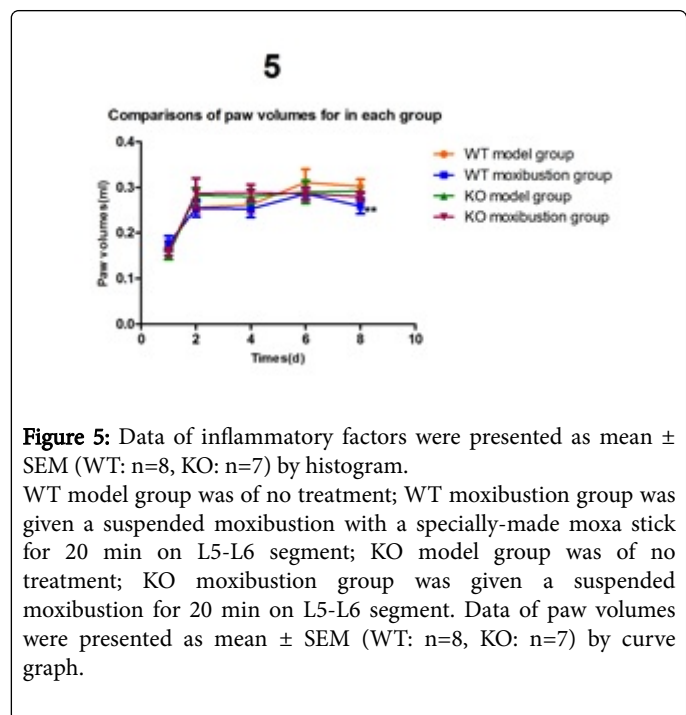 5
Comparisons of paw volumes for in each group
0.4
0.3
0.2
0.1
0.0
Paw volumes(ml)
0
2
4
6
8
10
Times(d)
**
WT model group
WT moxibustion group
KO model group
KO moxibustion group
Figure 5: Data of inflammatory factors were presented as mean ±
SEM (WT: n=8, KO: n=7) by histogram.
WT model group was of no treatment; WT moxibustion group was
given a suspended moxibustion with a specially-made moxa stick
for 20 min on L5-L6 segment; KO model group was of no
treatment; KO moxibustion group was given a suspended
moxibustion for 20 min on L5-L6 segment. Data of paw volumes
were presented as mean ± SEM (WT: n=8, KO: n=7) by curve
graph.